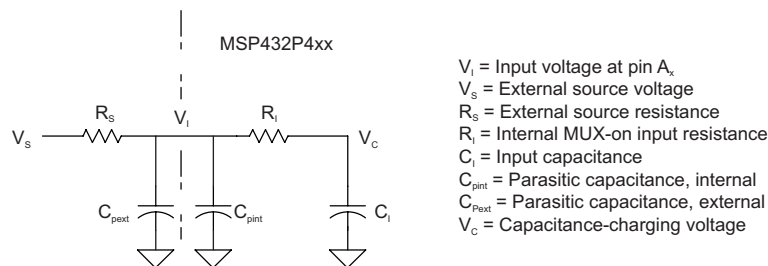 MSP432P4xx
V_S
R_S
V_I
R_I
V_C
C_pext
C_pint
C_I
V_I = Input voltage at pin A_x
V_S = External source voltage
R_S = External source resistance
R_I = Internal MUX-on input resistance
C_I = Input capacitance
C_pint = Parasitic capacitance, internal
C_Pext = Parasitic capacitance, external
V_C = Capacitance-charging voltage